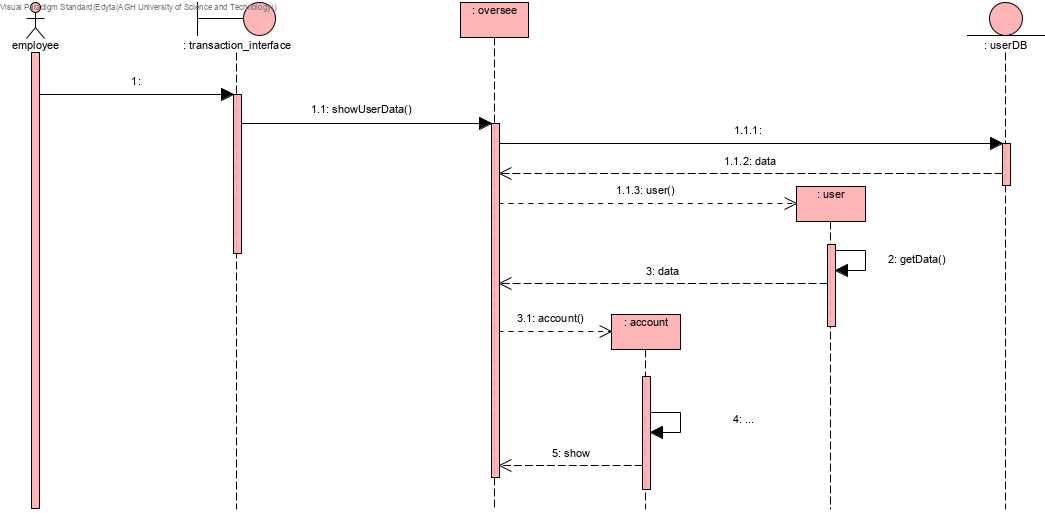 Visual Paradigm Standard(Edyta(AGH University of Science and Technology))
: oversee
employee
: transaction_interface
: userDB
1:
1.1: showUserData()
1.1.1:
1.1.2: data
1.1.3: user()
: user
2: getData()
3: data
3.1: account()
: account
4: ...
5: show